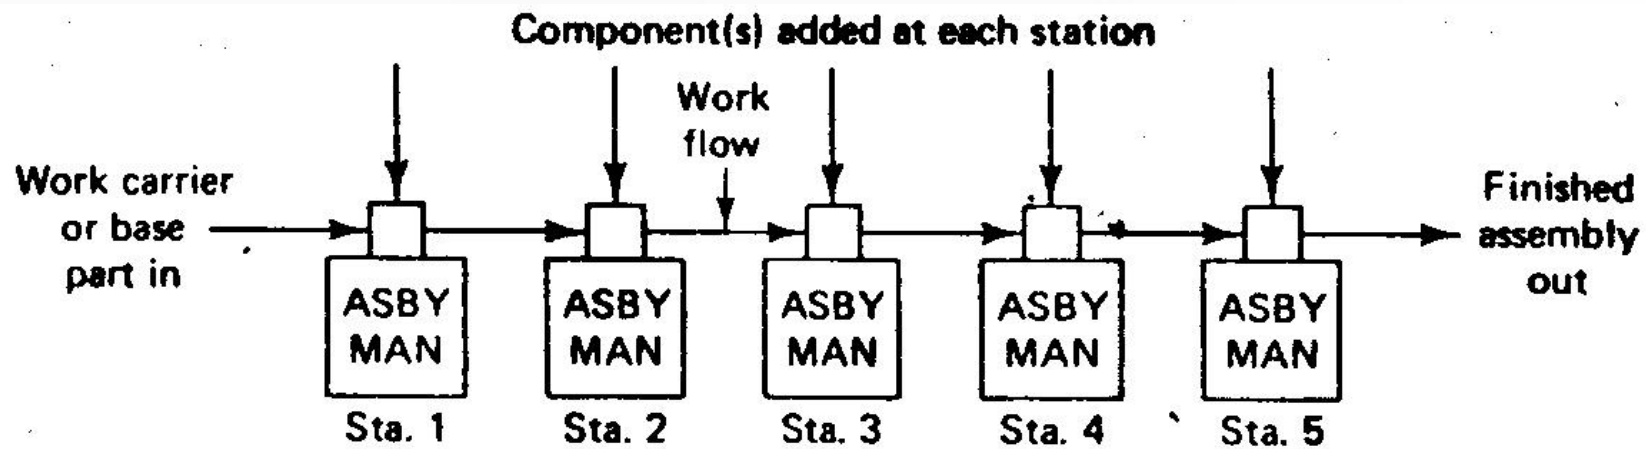 Component(s) added at each station
Work
flow
Work carrier
or base
part in
Finished
assembly
out
ASBY
MAN
ASBY
MAN
ASBY
MAN
ASBY
MAN
ASBY
MAN
Sta. 1
Sta. 2
Sta. 3
Sta. 4
Sta. 5